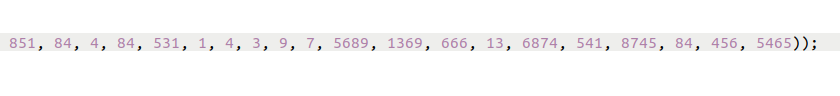 851, 84, 4, 84, 531, 1, 4, 3, 9, 7, 5689, 1369, 666, 13, 6874, 541, 8745, 84, 456, 5465));